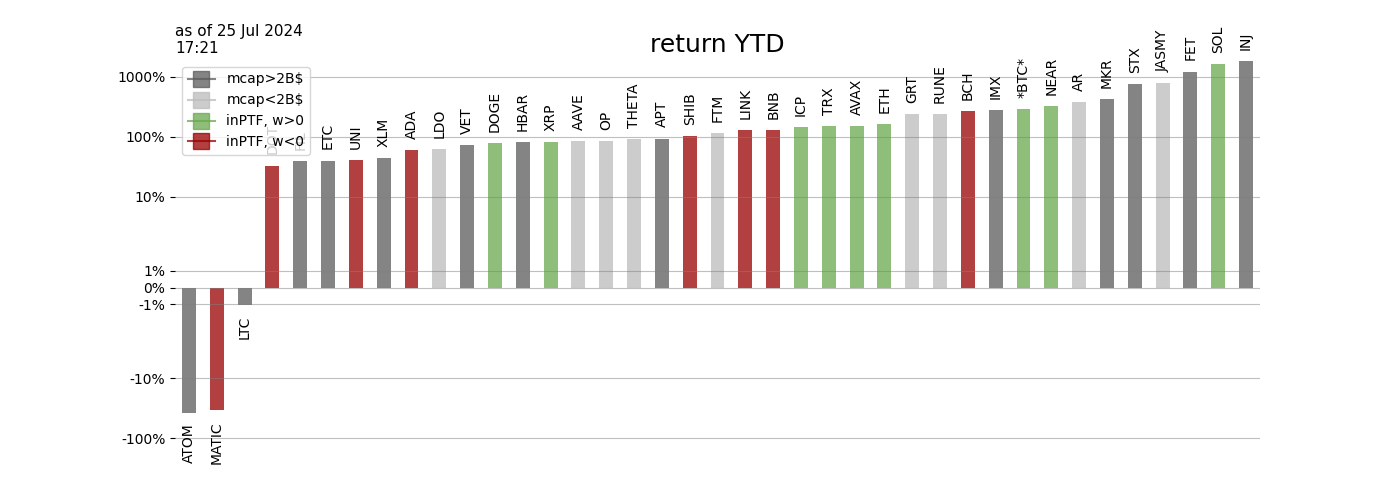 as of 25 Jul 2024
17:21
return YTD
1000%
100%
10%
1%
0%
-1%
-10%
-100%
mcap>2B$
mcap<2B$
inPTF, w>0
inPTF, w<0
ATOM
MATIC
LTC
DOT
ETC
UNI
XLM
ADA
LDO
VET
DOGE
HBAR
XRP
AAVE
OP
THETA
APT
SHIB
FTM
LINK
BNB
ICP
TRX
AVAX
ETH
GRT
RUNE
BCH
IMX
*BTC*
NEAR
AR
MKR
STX
JASMY
FET
SOL
INJ